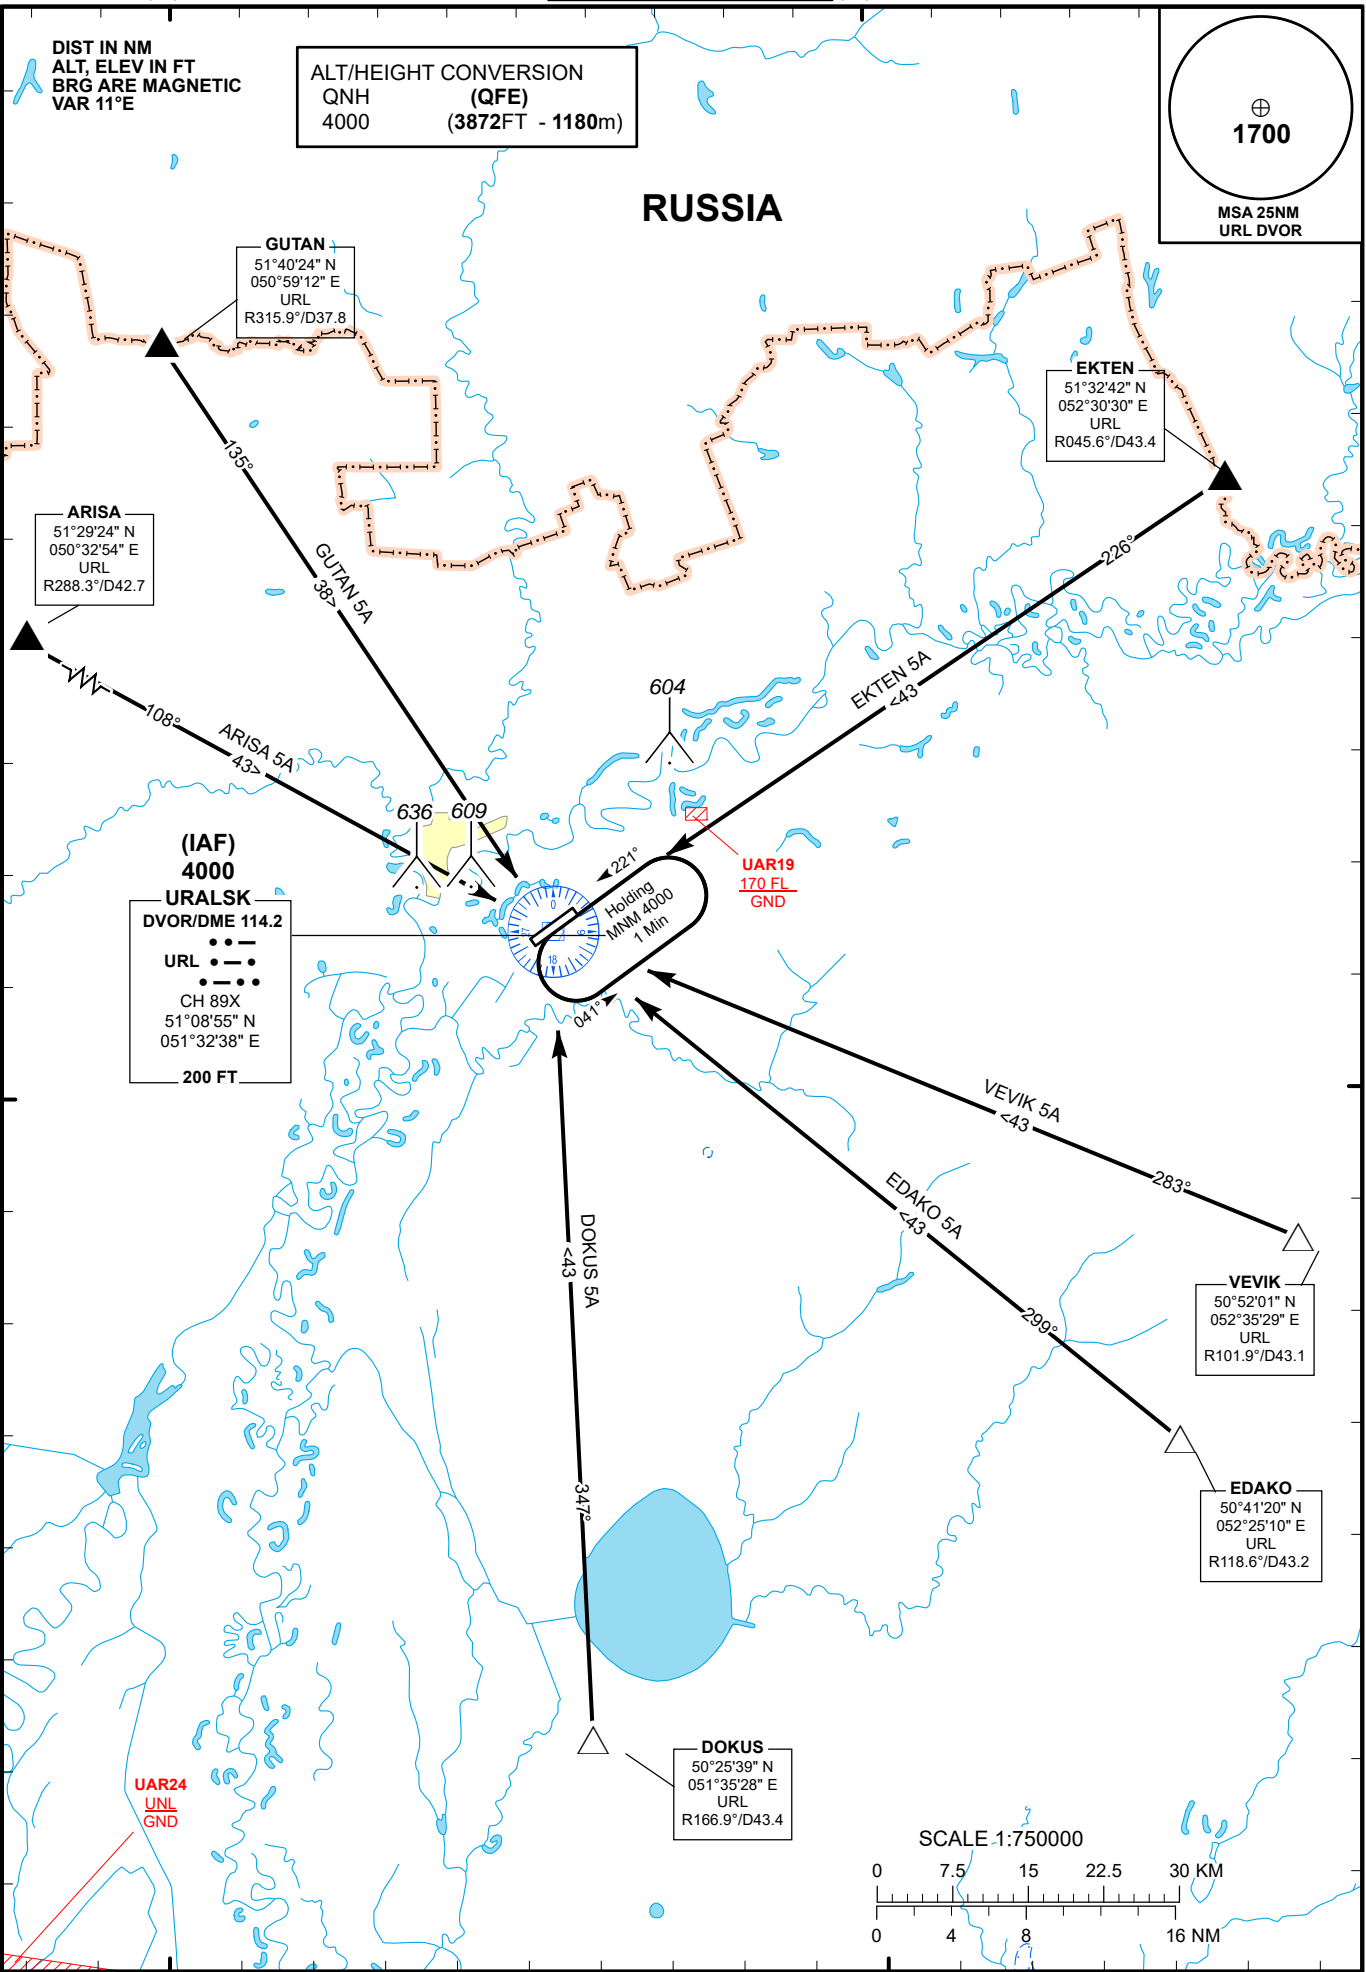 DIST IN NM
ALT, ELEV IN FT
BRG ARE MAGNETIC
VAR 11°E
ALT/HEIGHT CONVERSION
QNH (QFE)
4000 (3872FT - 1180m)
1700
MSA 25NM
URL DVOR
RUSSIA
GUTAN
51°40'24" N
050°59'12" E
URL
R315.9°/D37.8
EKTEN
51°32'42" N
052°30'30" E
URL
R045.6°/D43.4
135°
GUTAN 5A
38>
ARISA
51°29'24" N
050°32'54" E
URL
R288.3°/D42.7
226°
EKTEN 5A
<43
108°
ARISA 5A
43>
604
636 609
UAR19
170 FL
GND
(IAF)
4000
URALSK
DVOR/DME 114.2
URL
CH 89X
51°08'55" N
051°32'38" E
200 FT
221°
Holding
MNM 4000
1 Min
041°
0
9
18
27
VEVIK 5A
<43
283°
EDAKO 5A
<43
299°
DOKUS 5A
<43
347°
VEVIK
50°52'01" N
052°35'29" E
URL
R101.9°/D43.1
EDAKO
50°41'20" N
052°25'10" E
URL
R118.6°/D43.2
DOKUS
50°25'39" N
051°35'28" E
URL
R166.9°/D43.4
UAR24
UNL
GND
SCALE 1:750000
0 7.5 15 22.5 30 KM
0 4 8 16 NM